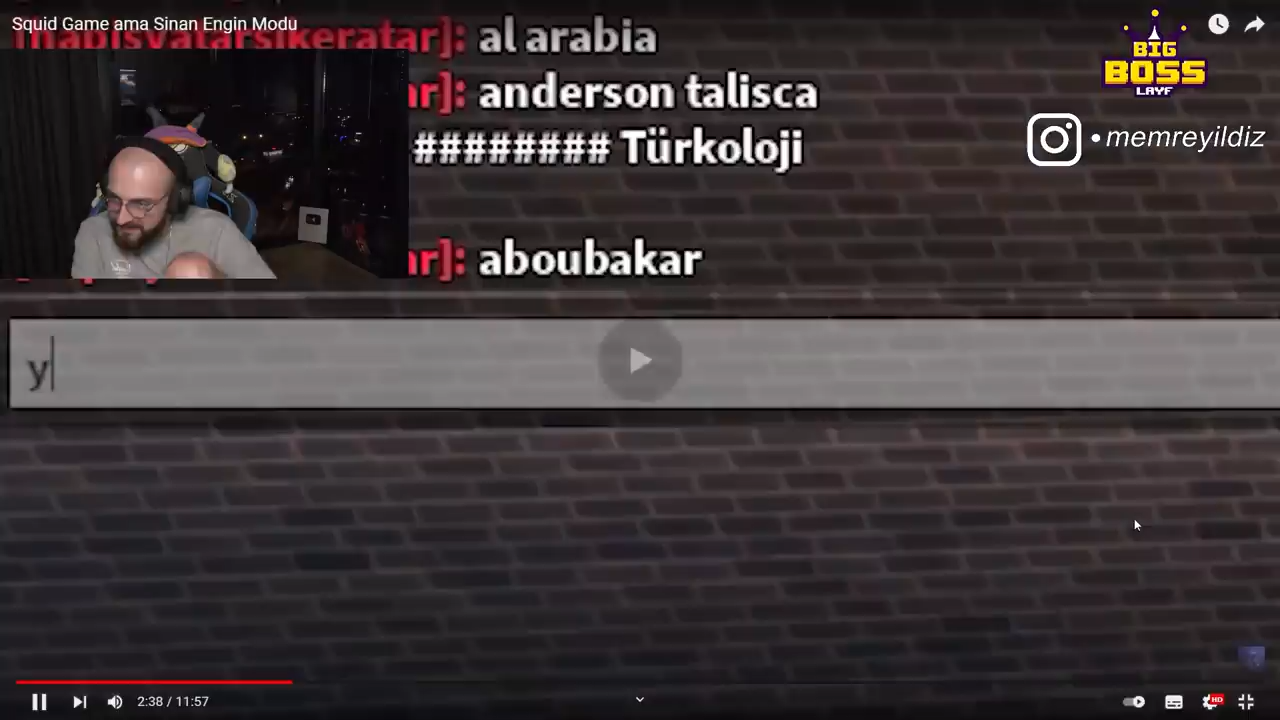 Squid Game ama Sinan Engin Modu
al arabia
ar]: anderson talisca
######## Türkoloji
ar]: aboubakar
y
BIG
BOSS
LAYF
• memreyildiz
2:38 / 11:57
HD